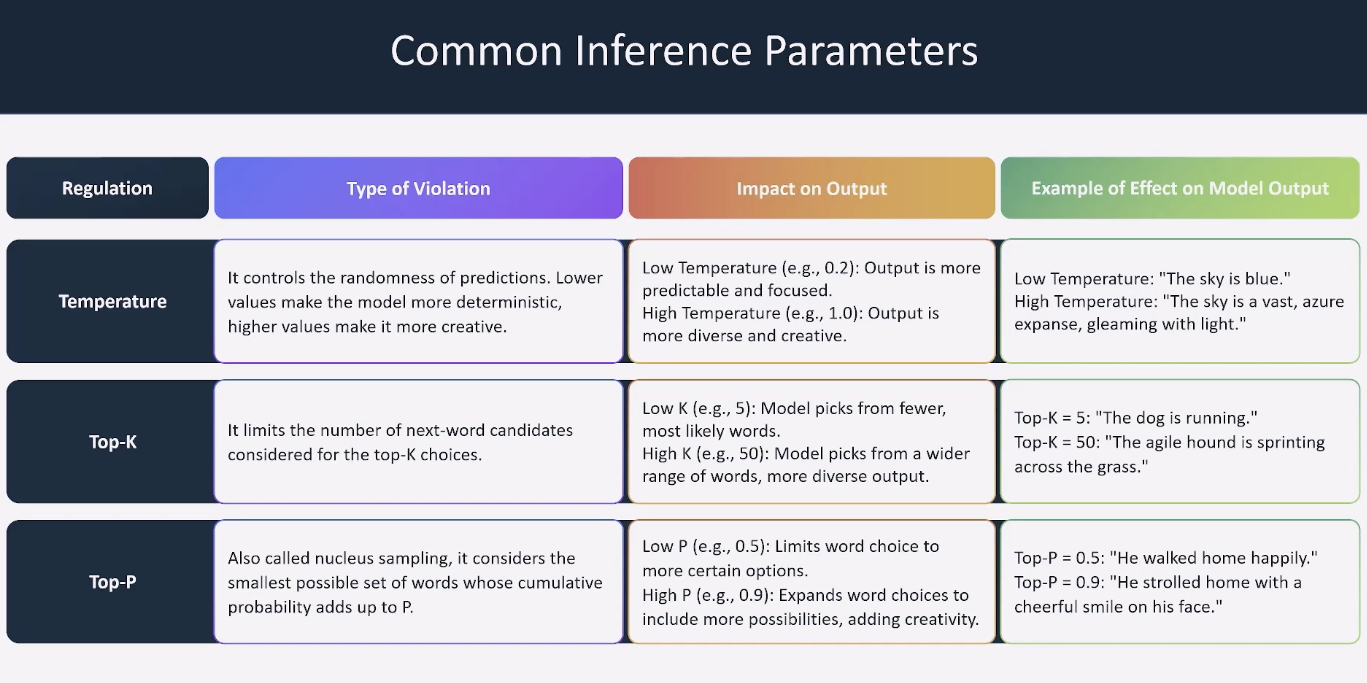 Common Inference Parameters
Regulation
Type of Violation
Impact on Output
Example of Effect on Model Output
Temperature
It controls the randomness of predictions. Lower
values make the model more deterministic,
higher values make it more creative.
Low Temperature (e.g., 0.2): Output is more
predictable and focused.
High Temperature (e.g., 1.0): Output is
more diverse and creative.
Low Temperature: "The sky is blue."
High Temperature: "The sky is a vast, azure
expanse, gleaming with light."
Top-K
It limits the number of next-word candidates
considered for the top-K choices.
Low K (e.g., 5): Model picks from fewer,
most likely words.
High K (e.g., 50): Model picks from a wider
range of words, more diverse output.
Top-K = 5: "The dog is running."
Top-K = 50: "The agile hound is sprinting
across the grass."
Top-P
Also called nucleus sampling, it considers the
smallest possible set of words whose cumulative
probability adds up to P.
Low P (e.g., 0.5): Limits word choice to
more certain options.
High P (e.g., 0.9): Expands word choices to
include more possibilities, adding creativity.
Top-P = 0.5: "He walked home happily."
Top-P = 0.9: "He strolled home with a
cheerful smile on his face."